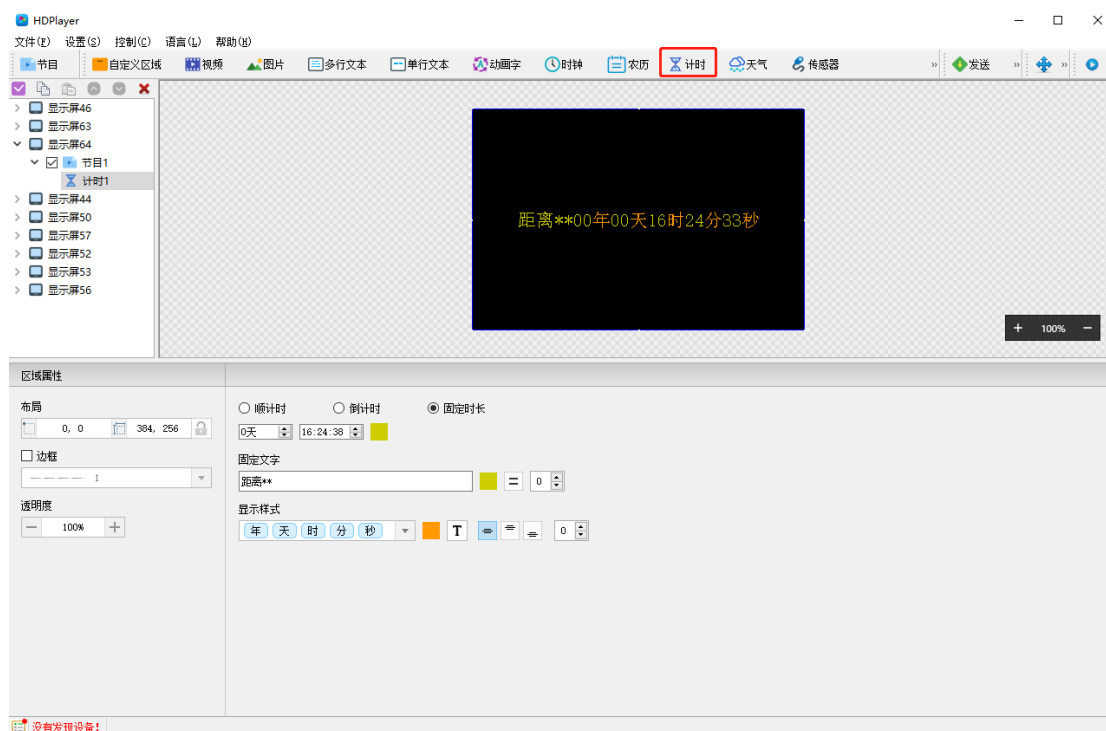 HDPlayer
文件(F) 设置(S) 控制(C) 语言(L) 帮助(H)
节目 自定义区域 视频 图片 多行文本 单行文本 动画字 时钟 农历 计时 天气 传感器 » 发送 » »
显示屏46
显示屏63
显示屏64
节目1
计时1
显示屏44
显示屏50
显示屏57
显示屏52
显示屏53
显示屏56
距离**00年00天16时24分33秒
+ 100% −
区域属性
布局
0, 0 384, 256
边框
1
透明度
— 100% +
顺计时 倒计时 固定时长
0天 16:24:38
固定文字
距离** 0
显示样式
年 天 时 分 秒 T 0
没有发现设备!